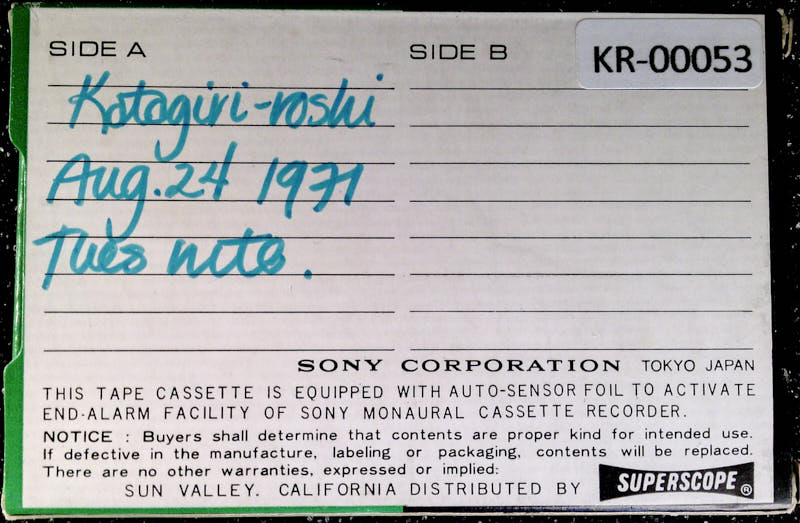 SIDE A
SIDE B
KR-00053
Katagiri-roshi
Aug. 24 1971
Tues nite.
SONY CORPORATION TOKYO JAPAN
THIS TAPE CASSETTE IS EQUIPPED WITH AUTO-SENSOR FOIL TO ACTIVATE
END-ALARM FACILITY OF SONY MONAURAL CASSETTE RECORDER.
NOTICE : Buyers shall determine that contents are proper kind for intended use.
If defective in the manufacture, labeling or packaging, contents will be replaced.
There are no other warranties, expressed or implied:
SUN VALLEY. CALIFORNIA DISTRIBUTED BY SUPERSCOPE®